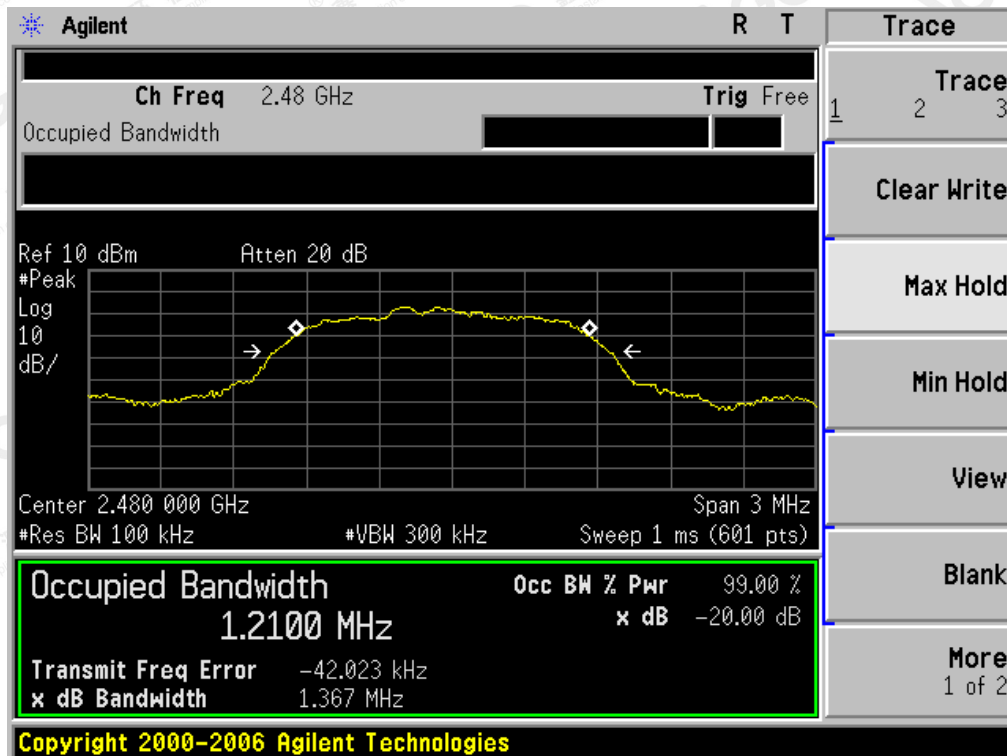 Agilent R T
Ch Freq 2.48 GHz Trig Free
Occupied Bandwidth
Ref 10 dBm Atten 20 dB
#Peak
Log
10
dB/
Center 2.480 000 GHz Span 3 MHz
#Res BW 100 kHz #VBW 300 kHz Sweep 1 ms (601 pts)
Occupied Bandwidth Occ BW % Pwr 99.00 %
1.2100 MHz x dB -20.00 dB
Transmit Freq Error -42.023 kHz
x dB Bandwidth 1.367 MHz
Copyright 2000-2006 Agilent Technologies
Trace
Trace
1 2 3
Clear Write
Max Hold
Min Hold
View
Blank
More
1 of 2